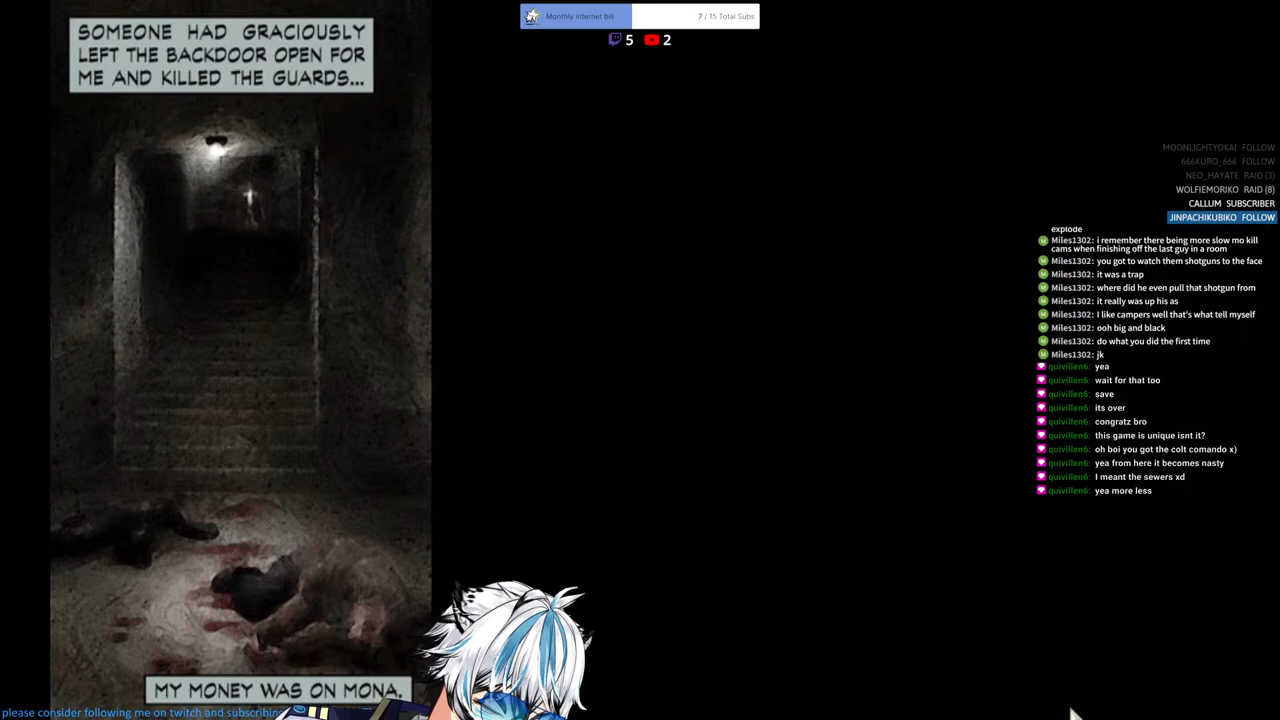 SOMEONE HAD GRACIOUSLY
LEFT THE BACKDOOR OPEN FOR
ME AND KILLED THE GUARDS...
MY MONEY WAS ON MONA.
please consider following me on twitch and subscribin
Monthly internet bill
7 / 15 Total Subs
5
2
MOONLIGHTYOKAI FOLLOW
666KURO_666 FOLLOW
NEO_HAYATE RAID (3)
WOLFIEMORIKO RAID (8)
CALLUM SUBSCRIBER
JINPACHIKUBIKO FOLLOW
explode
Miles1302: i remember there being more slow mo kill
cams when finishing off the last guy in a room
Miles1302: you got to watch them shotguns to the face
Miles1302: it was a trap
Miles1302: where did he even pull that shotgun from
Miles1302: it really was up his as
Miles1302: I like campers well that's what tell myself
Miles1302: ooh big and black
Miles1302: do what you did the first time
Miles1302: jk
quivillen6: yea
quivillen6: wait for that too
quivillen6: save
quivillen6: its over
quivillen6: congratz bro
quivillen6: this game is unique isnt it?
quivillen6: oh boi you got the colt comando x)
quivillen6: yea from here it becomes nasty
quivillen6: I meant the sewers xd
quivillen6: yea more less